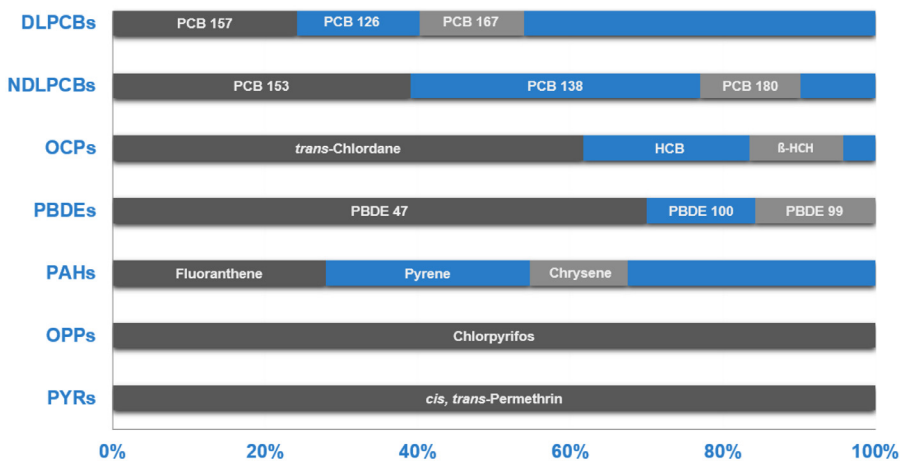 DLPCBs PCB 157 PCB 126 PCB 167
NDLPCBs PCB 153 PCB 138 PCB 180
OCPs trans-Chlordane HCB ß-HCH
PBDEs PBDE 47 PBDE 100 PBDE 99
PAHs Fluoranthene Pyrene Chrysene
OPPs Chlorpyrifos
PYRs cis, trans-Permethrin
0% 20% 40% 60% 80% 100%